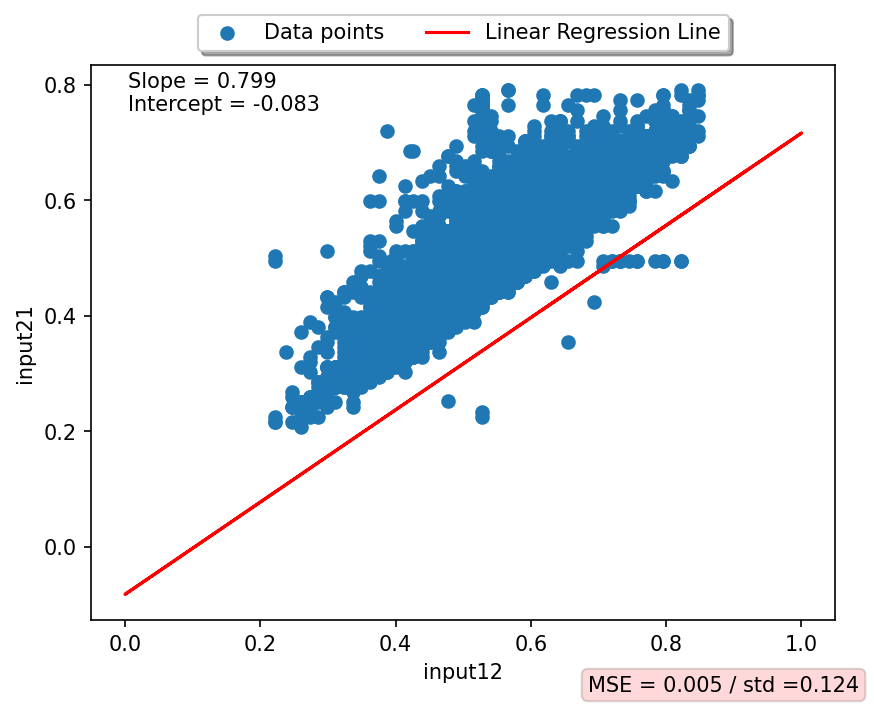 Data points
Linear Regression Line
Slope = 0.799
Intercept = -0.083
0.8
0.6
0.4
0.2
0.0
input21
0.0 0.2 0.4 0.6 0.8 1.0
input12
MSE = 0.005 / std =0.124